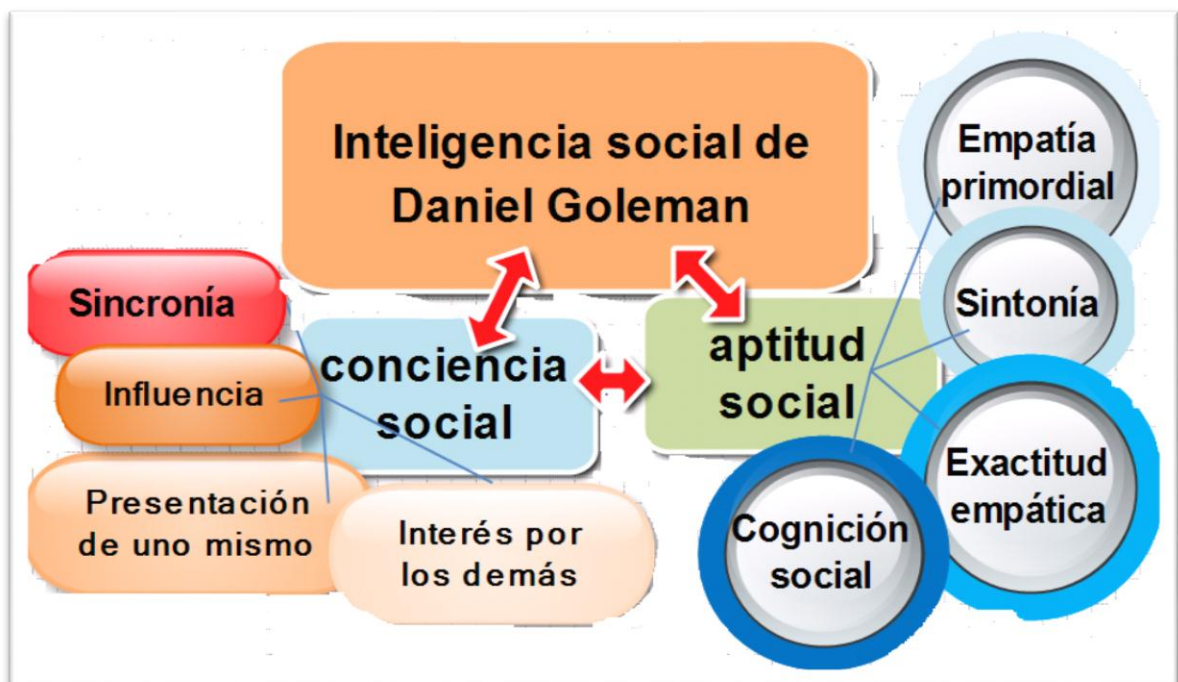 Inteligencia social de
Daniel Goleman
conciencia
social
aptitud
social
Sincronía
Influencia
Presentación
de uno mismo
Interés por
los demás
Empatía
primordial
Sintonía
Exactitud
empática
Cognición
social